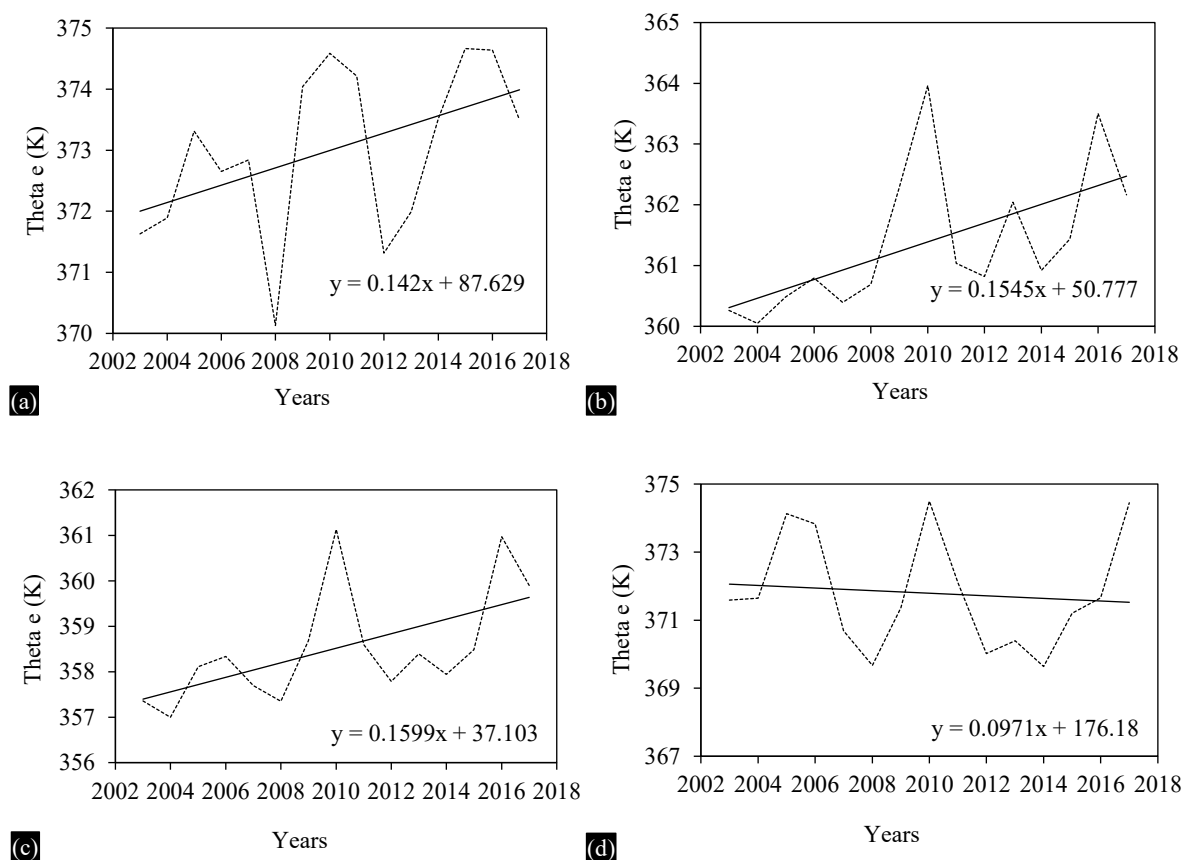 375
374
373
372
371
370
Theta e (K)
y = 0.142x + 87.629
2002 2004 2006 2008 2010 2012 2014 2016 2018
Years
(a)
365
364
363
362
361
360
Theta e (K)
y = 0.1545x + 50.777
2002 2004 2006 2008 2010 2012 2014 2016 2018
Years
(b)
362
361
360
359
358
357
356
Theta e (K)
y = 0.1599x + 37.103
2002 2004 2006 2008 2010 2012 2014 2016 2018
Years
(c)
375
373
371
369
367
Theta e (K)
y = 0.0971x + 176.18
2002 2004 2006 2008 2010 2012 2014 2016 2018
Years
(d)